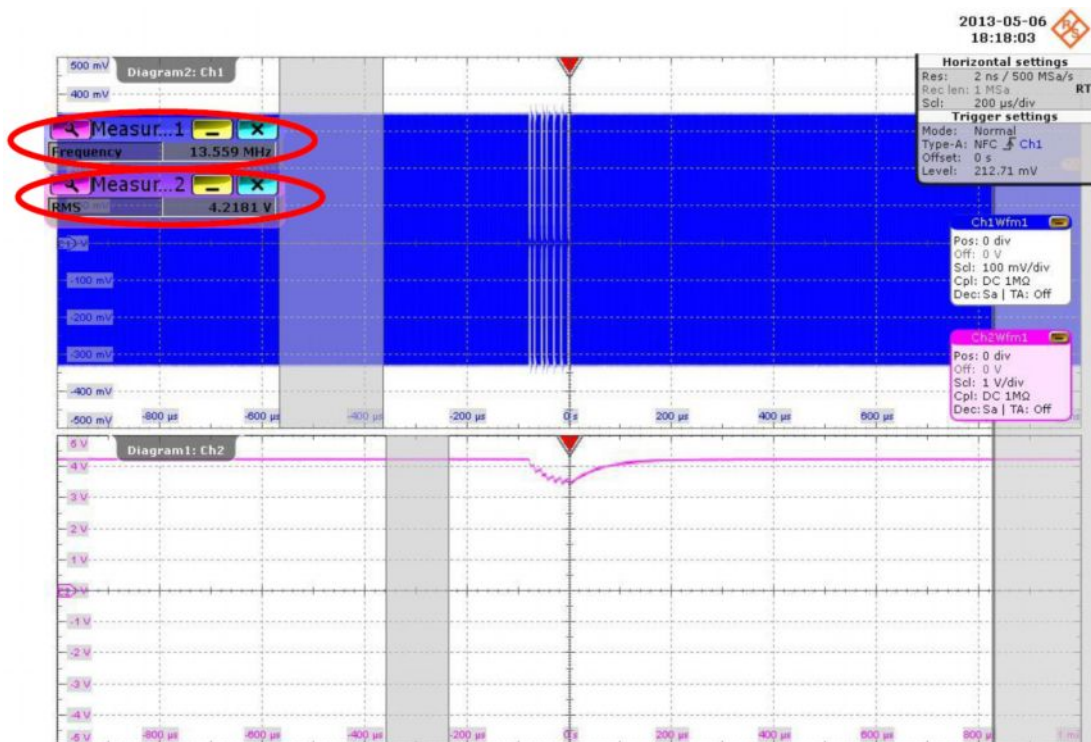 2013-05-06
18:18:03
R&S
Horizontal settings
Res: 2 ns / 500 MSa/s
Rec len: 1 MSa RT
Scl: 200 µs/div
Trigger settings
Mode: Normal
Type-A: NFC Ch1
Offset: 0 s
Level: 212.71 mV
Diagram2: Ch1
500 mV
400 mV
Measur...1
Frequency 13.559 MHz
Measur...2
RMS 4.2181 V
-100 mV
-200 mV
-300 mV
-400 mV
-500 mV
-800 µs
-600 µs
-400 µs
-200 µs
0 s
200 µs
400 µs
600 µs
Ch1Wfm1
Pos: 0 div
Off: 0 V
Scl: 100 mV/div
Cpl: DC 1MΩ
Dec: Sa | TA: Off
Ch2Wfm1
Pos: 0 div
Off: 0 V
Scl: 1 V/div
Cpl: DC 1MΩ
Dec: Sa | TA: Off
Diagram1: Ch2
5 V
4 V
3 V
2 V
1 V
-1 V
-2 V
-3 V
-4 V
-5 V
-800 µs
-600 µs
-400 µs
-200 µs
0 s
200 µs
400 µs
600 µs
800 µ